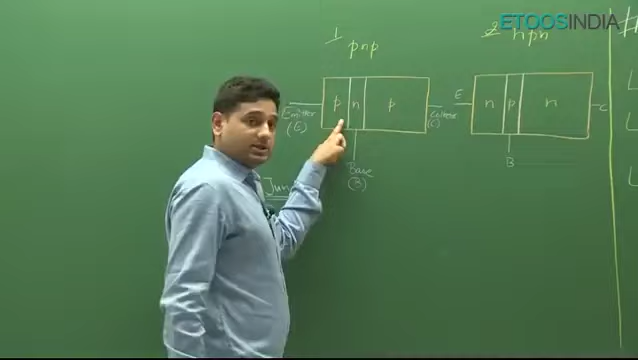 ETOOSINDIA
1 pnp
2 npn
Emitter
(E)
p n p
Collector
(C)
Base
(B)
E
n p n
C
B
Jun